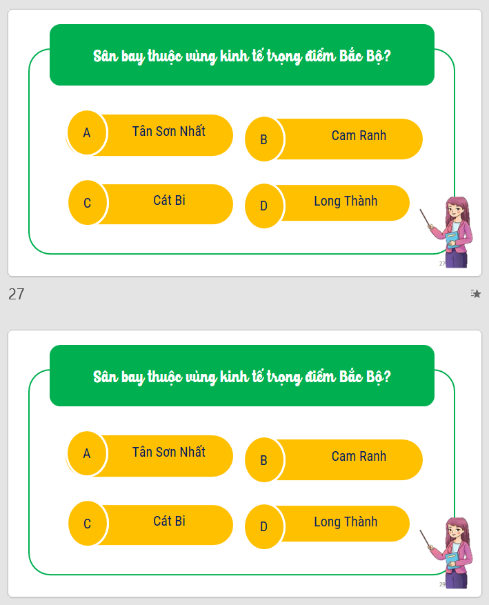 Sân bay thuộc vùng kinh tế trọng điểm Bắc Bộ?
A Tân Sơn Nhất
B Cam Ranh
C Cát Bi
D Long Thành
27
27
Sân bay thuộc vùng kinh tế trọng điểm Bắc Bộ?
A Tân Sơn Nhất
B Cam Ranh
C Cát Bi
D Long Thành